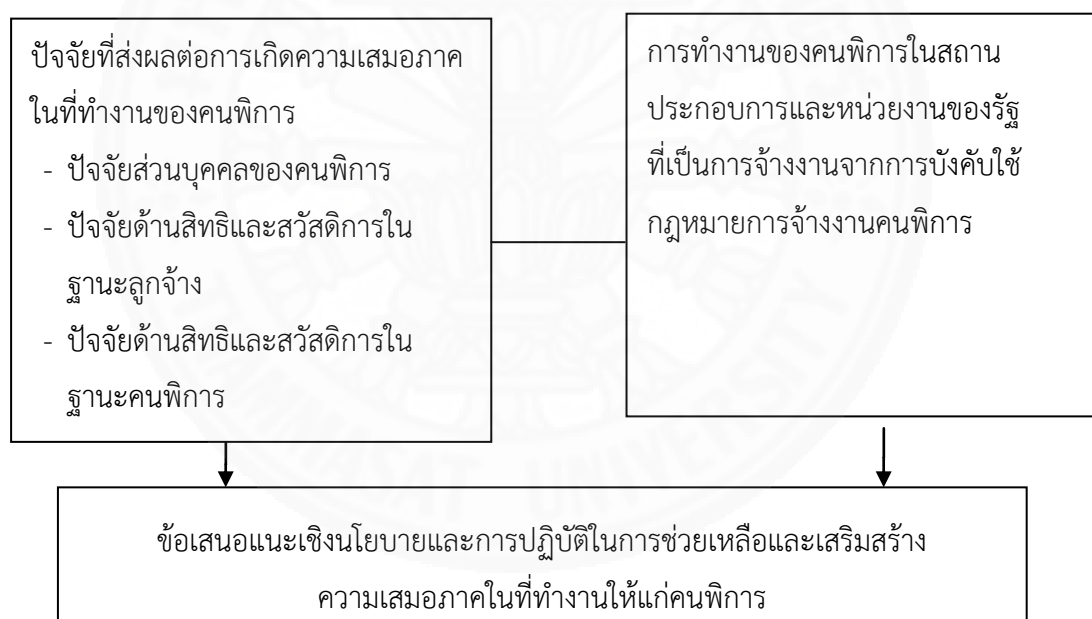 ปัจจัยที่ส่งผลต่อการเกิดความเสมอภาค
ในที่ทำงานของคนพิการ
- ปัจจัยส่วนบุคคลของคนพิการ
- ปัจจัยด้านสิทธิและสวัสดิการใน
ฐานะลูกจ้าง
- ปัจจัยด้านสิทธิและสวัสดิการใน
ฐานะคนพิการ
การทำงานของคนพิการในสถาน
ประกอบการและหน่วยงานของรัฐ
ที่เป็นการจ้างงานจากการบังคับใช้
กฎหมายการจ้างงานคนพิการ
ข้อเสนอแนะเชิงนโยบายและการปฏิบัติในการช่วยเหลือและเสริมสร้าง
ความเสมอภาคในที่ทำงานให้แก่คนพิการ
THAMMASAT UNIVERSITY